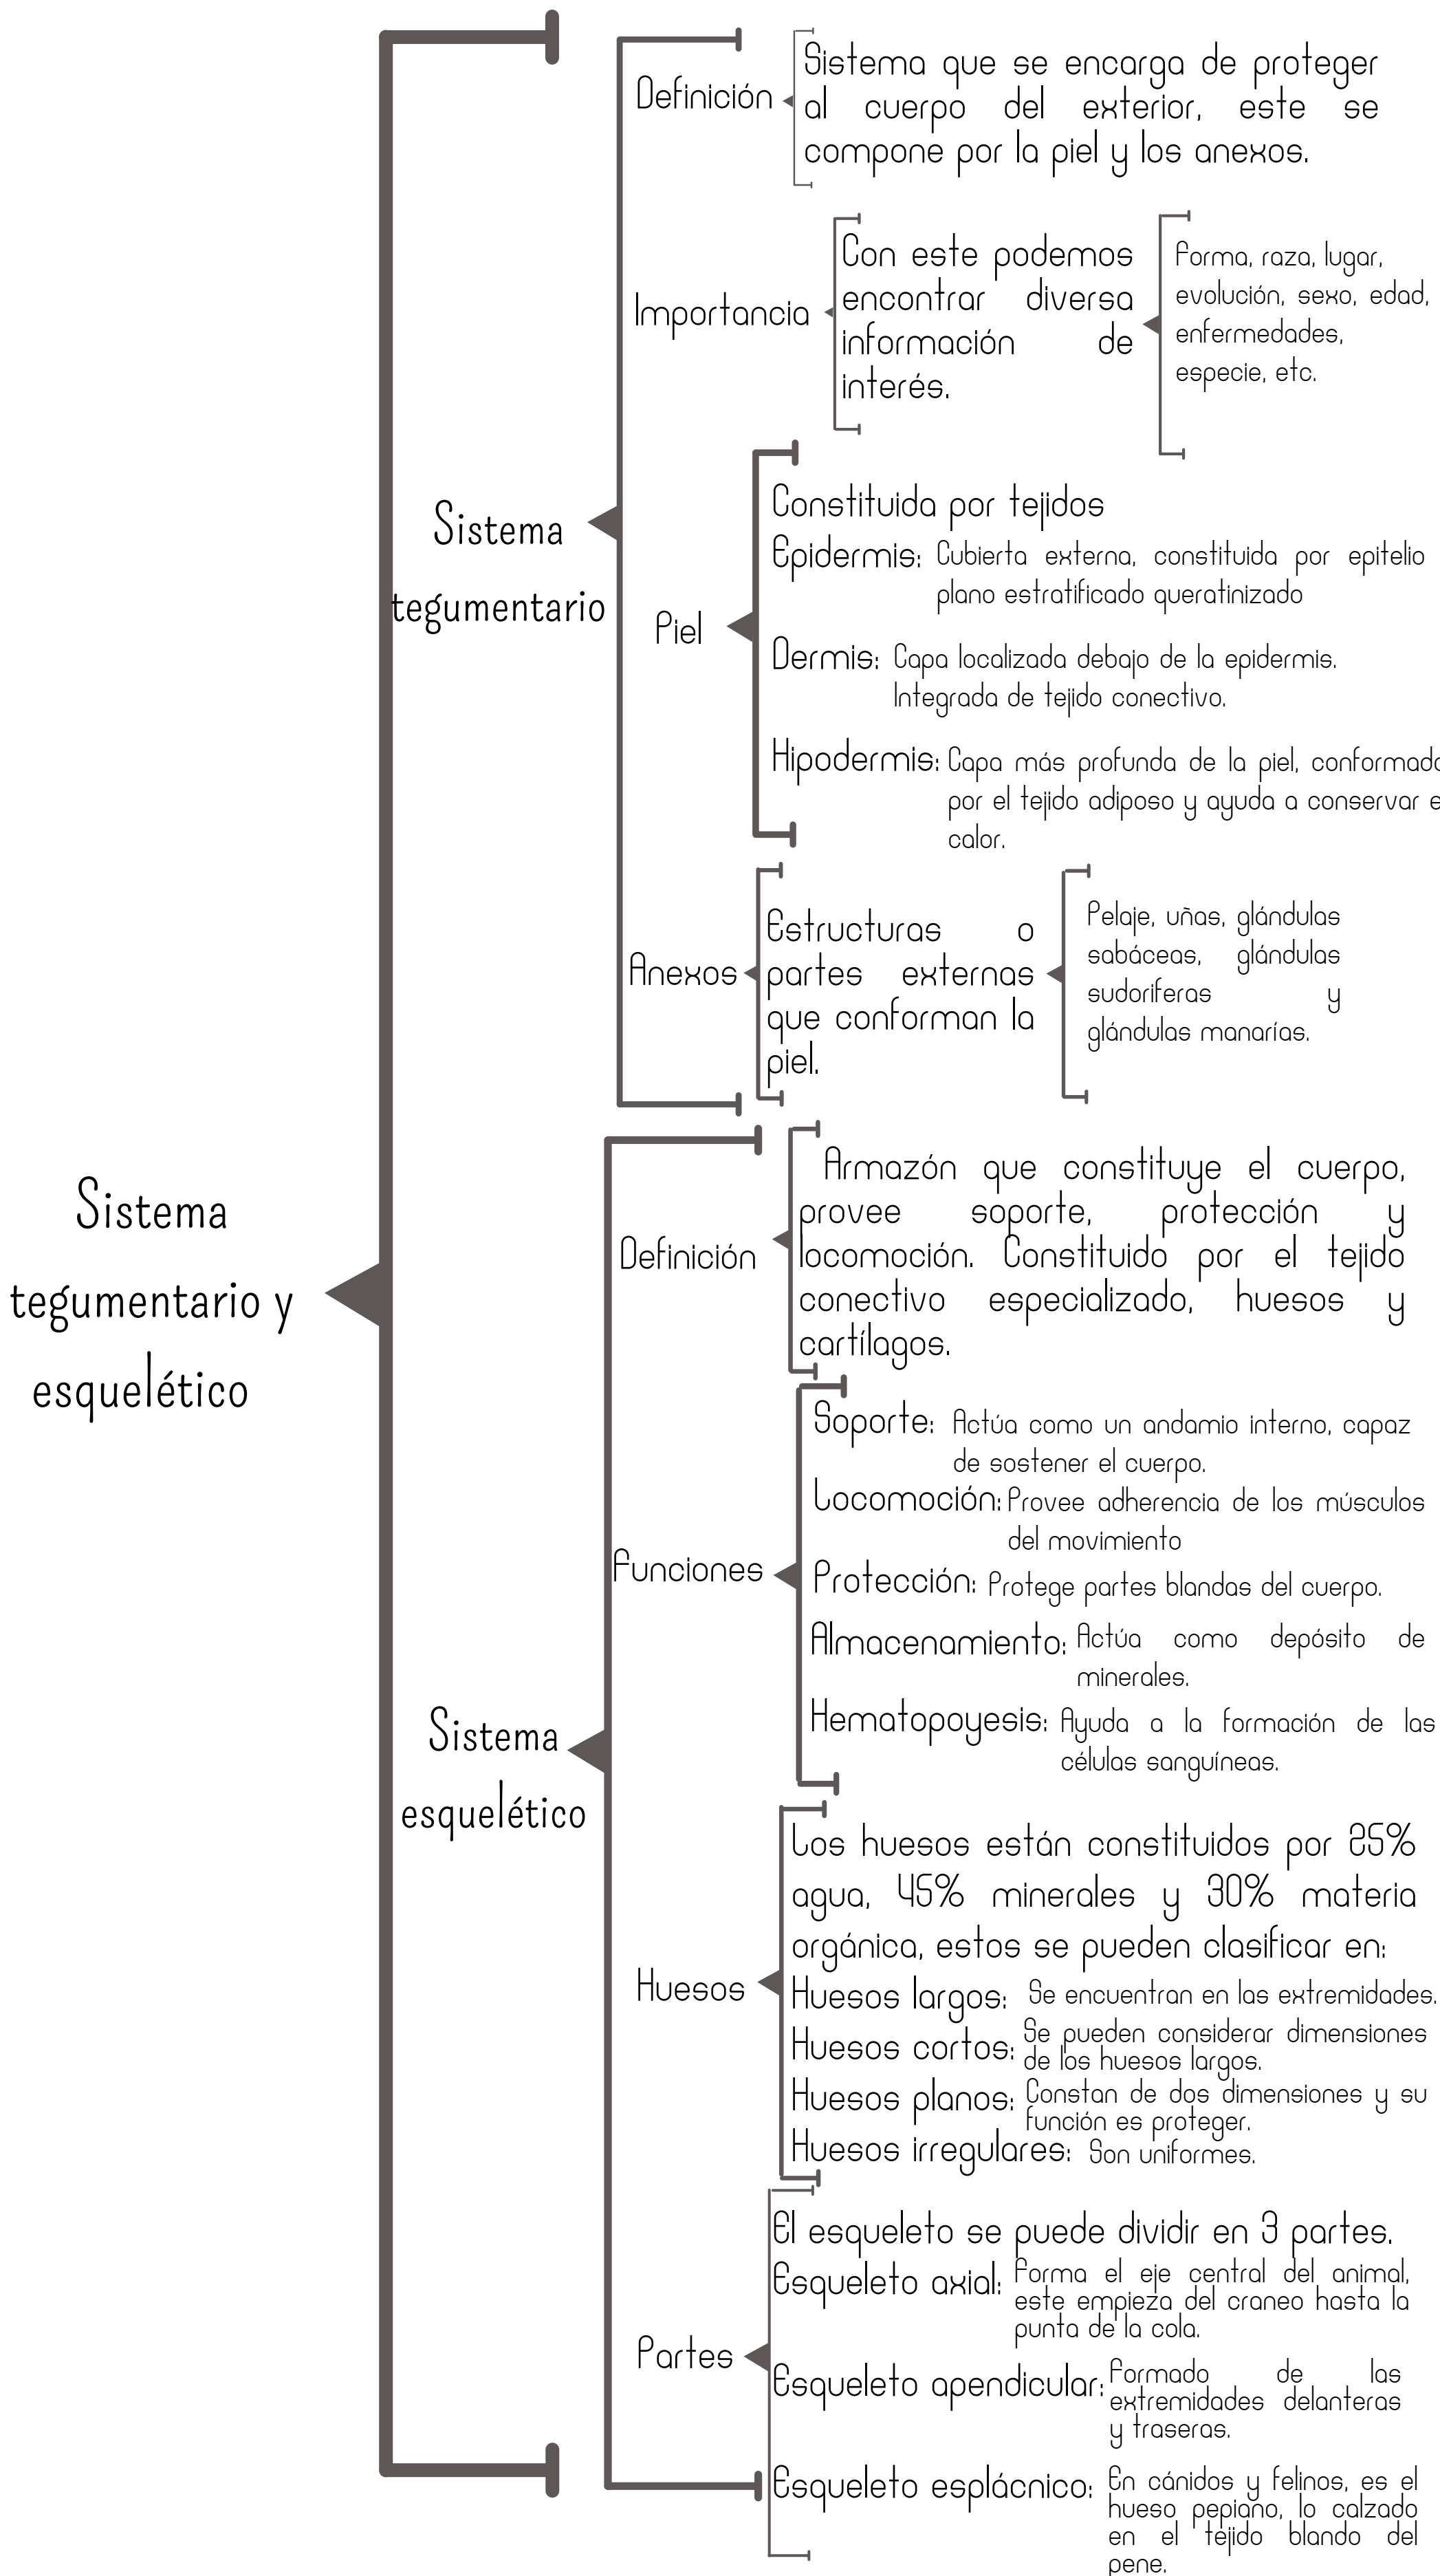 Sistema
tegumentario y
esquelético
Sistema
tegumentario
Definición
Sistema que se encarga de proteger
al cuerpo del exterior, este se
compone por la piel y los anexos.
Importancia
Con este podemos
encontrar diversa
información de
interés.
Forma, raza, lugar,
evolución, sexo, edad,
enfermedades,
especie, etc.
Piel
Constituida por tejidos
Epidermis: Cubierta externa, constituida por epitelio
plano estratificado queratinizado
Dermis: Capa localizada debajo de la epidermis.
Integrada de tejido conectivo.
Hipodermis: Capa más profunda de la piel, conformado
por el tejido adiposo y ayuda a conservar e
calor.
Anexos
Estructuras o
partes externas
que conforman la
piel.
Pelaje, uñas, glándulas
sabáceas, glándulas
sudoriferas y
glándulas manarías.
Sistema
esquelético
Definición
Armazón que constituye el cuerpo,
provee soporte, protección y
locomoción. Constituido por el tejido
conectivo especializado, huesos y
cartílagos.
Funciones
Soporte: Actúa como un andamio interno, capaz
de sostener el cuerpo.
Locomoción: Provee adherencia de los músculos
del movimiento
Protección: Protege partes blandas del cuerpo.
Almacenamiento: Actúa como depósito de
minerales.
Hematopoyesis: Ayuda a la formación de las
células sanguíneas.
Huesos
Los huesos están constituidos por 25%
agua, 45% minerales y 30% materia
orgánica, estos se pueden clasificar en:
Huesos largos: Se encuentran en las extremidades.
Huesos cortos: Se pueden considerar dimensiones
de los huesos largos.
Huesos planos: Constan de dos dimensiones y su
función es proteger.
Huesos irregulares: Son uniformes.
Partes
El esqueleto se puede dividir en 3 partes.
Esqueleto axial: Forma el eje central del animal,
este empieza del craneo hasta la
punta de la cola.
Esqueleto apendicular: Formado de las
extremidades delanteras
y traseras.
Esqueleto esplácnico: En cánidos y felinos, es el
hueso pepiano, lo calzado
en el tejido blando del
pene.